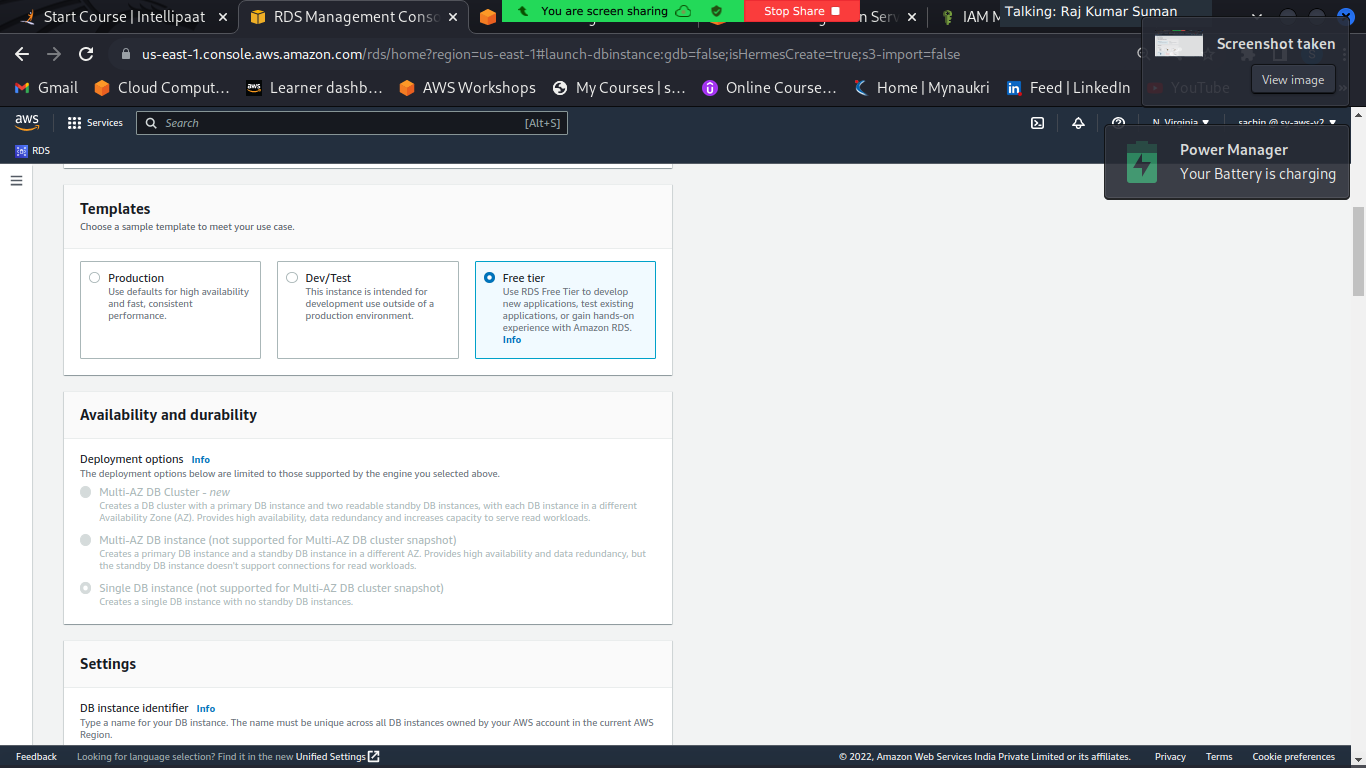 Start Course | Intellipaat
RDS Management Conso
You are screen sharing
Stop Share
n Serv
IAM M
Talking: Raj Kumar Suman
us-east-1.console.aws.amazon.com/rds/home?region=us-east-1#launch-dbinstance:gdb=false;isHermesCreate=true;s3-import=false
Screenshot taken
View image
Gmail
Cloud Comput…
Learner dashb…
AWS Workshops
My Courses | s…
Online Course…
Home | Mynaukri
Feed | LinkedIn
YouTube
aws
Services
Search
[Alt+S]
N. Virginia
sachin @ sy-aws-v2
RDS
Power Manager
Your Battery is charging
Templates
Choose a sample template to meet your use case.
Production
Use defaults for high availability
and fast, consistent
performance.
Dev/Test
This instance is intended for
development use outside of a
production environment.
Free tier
Use RDS Free Tier to develop
new applications, test existing
applications, or gain hands-on
experience with Amazon RDS.
Info
Availability and durability
Deployment options Info
The deployment options below are limited to those supported by the engine you selected above.
Multi-AZ DB Cluster - new
Creates a DB cluster with a primary DB instance and two readable standby DB instances, with each DB instance in a different
Availability Zone (AZ). Provides high availability, data redundancy and increases capacity to serve read workloads.
Multi-AZ DB instance (not supported for Multi-AZ DB cluster snapshot)
Creates a primary DB instance and a standby DB instance in a different AZ. Provides high availability and data redundancy, but
the standby DB instance doesn't support connections for read workloads.
Single DB instance (not supported for Multi-AZ DB cluster snapshot)
Creates a single DB instance with no standby DB instances.
Settings
DB instance identifier Info
Type a name for your DB instance. The name must be unique across all DB instances owned by your AWS account in the current AWS
Region.
Feedback
Looking for language selection? Find it in the new Unified Settings
© 2022, Amazon Web Services India Private Limited or its affiliates.
Privacy
Terms
Cookie preferences